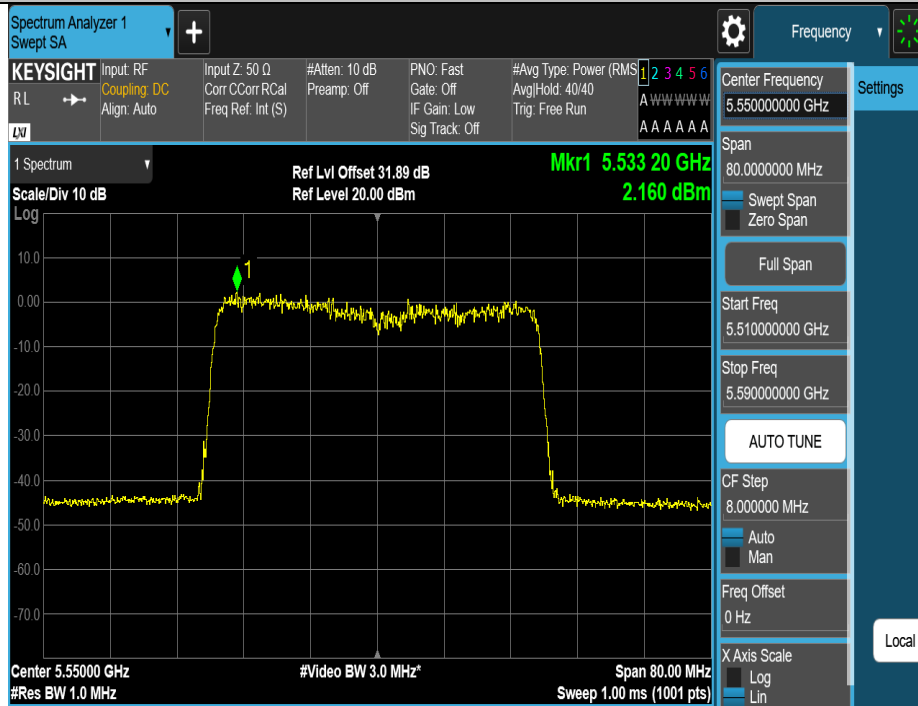 Spectrum Analyzer 1
Swept SA
+
Frequency
KEYSIGHT
RL
LXI
Input: RF
Coupling: DC
Align: Auto
Input Z: 50 Ω
Corr CCorr RCal
Freq Ref: Int (S)
#Atten: 10 dB
Preamp: Off
PNO: Fast
Gate: Off
IF Gain: Low
Sig Track: Off
#Avg Type: Power (RMS
Avg|Hold: 40/40
Trig: Free Run
1 2 3 4 5 6
A W W W W W
A A A A A A
1 Spectrum
Scale/Div 10 dB
Log
Ref Lvl Offset 31.89 dB
Ref Level 20.00 dBm
Mkr1 5.533 20 GHz
2.160 dBm
1
10.0
0.00
-10.0
-20.0
-30.0
-40.0
-50.0
-60.0
-70.0
Center 5.55000 GHz
#Res BW 1.0 MHz
#Video BW 3.0 MHz*
Span 80.00 MHz
Sweep 1.00 ms (1001 pts)
Center Frequency
5.550000000 GHz
Span
80.0000000 MHz
Swept Span
Zero Span
Full Span
Start Freq
5.510000000 GHz
Stop Freq
5.590000000 GHz
AUTO TUNE
CF Step
8.000000 MHz
Auto
Man
Freq Offset
0 Hz
X Axis Scale
Log
Lin
Settings
Local